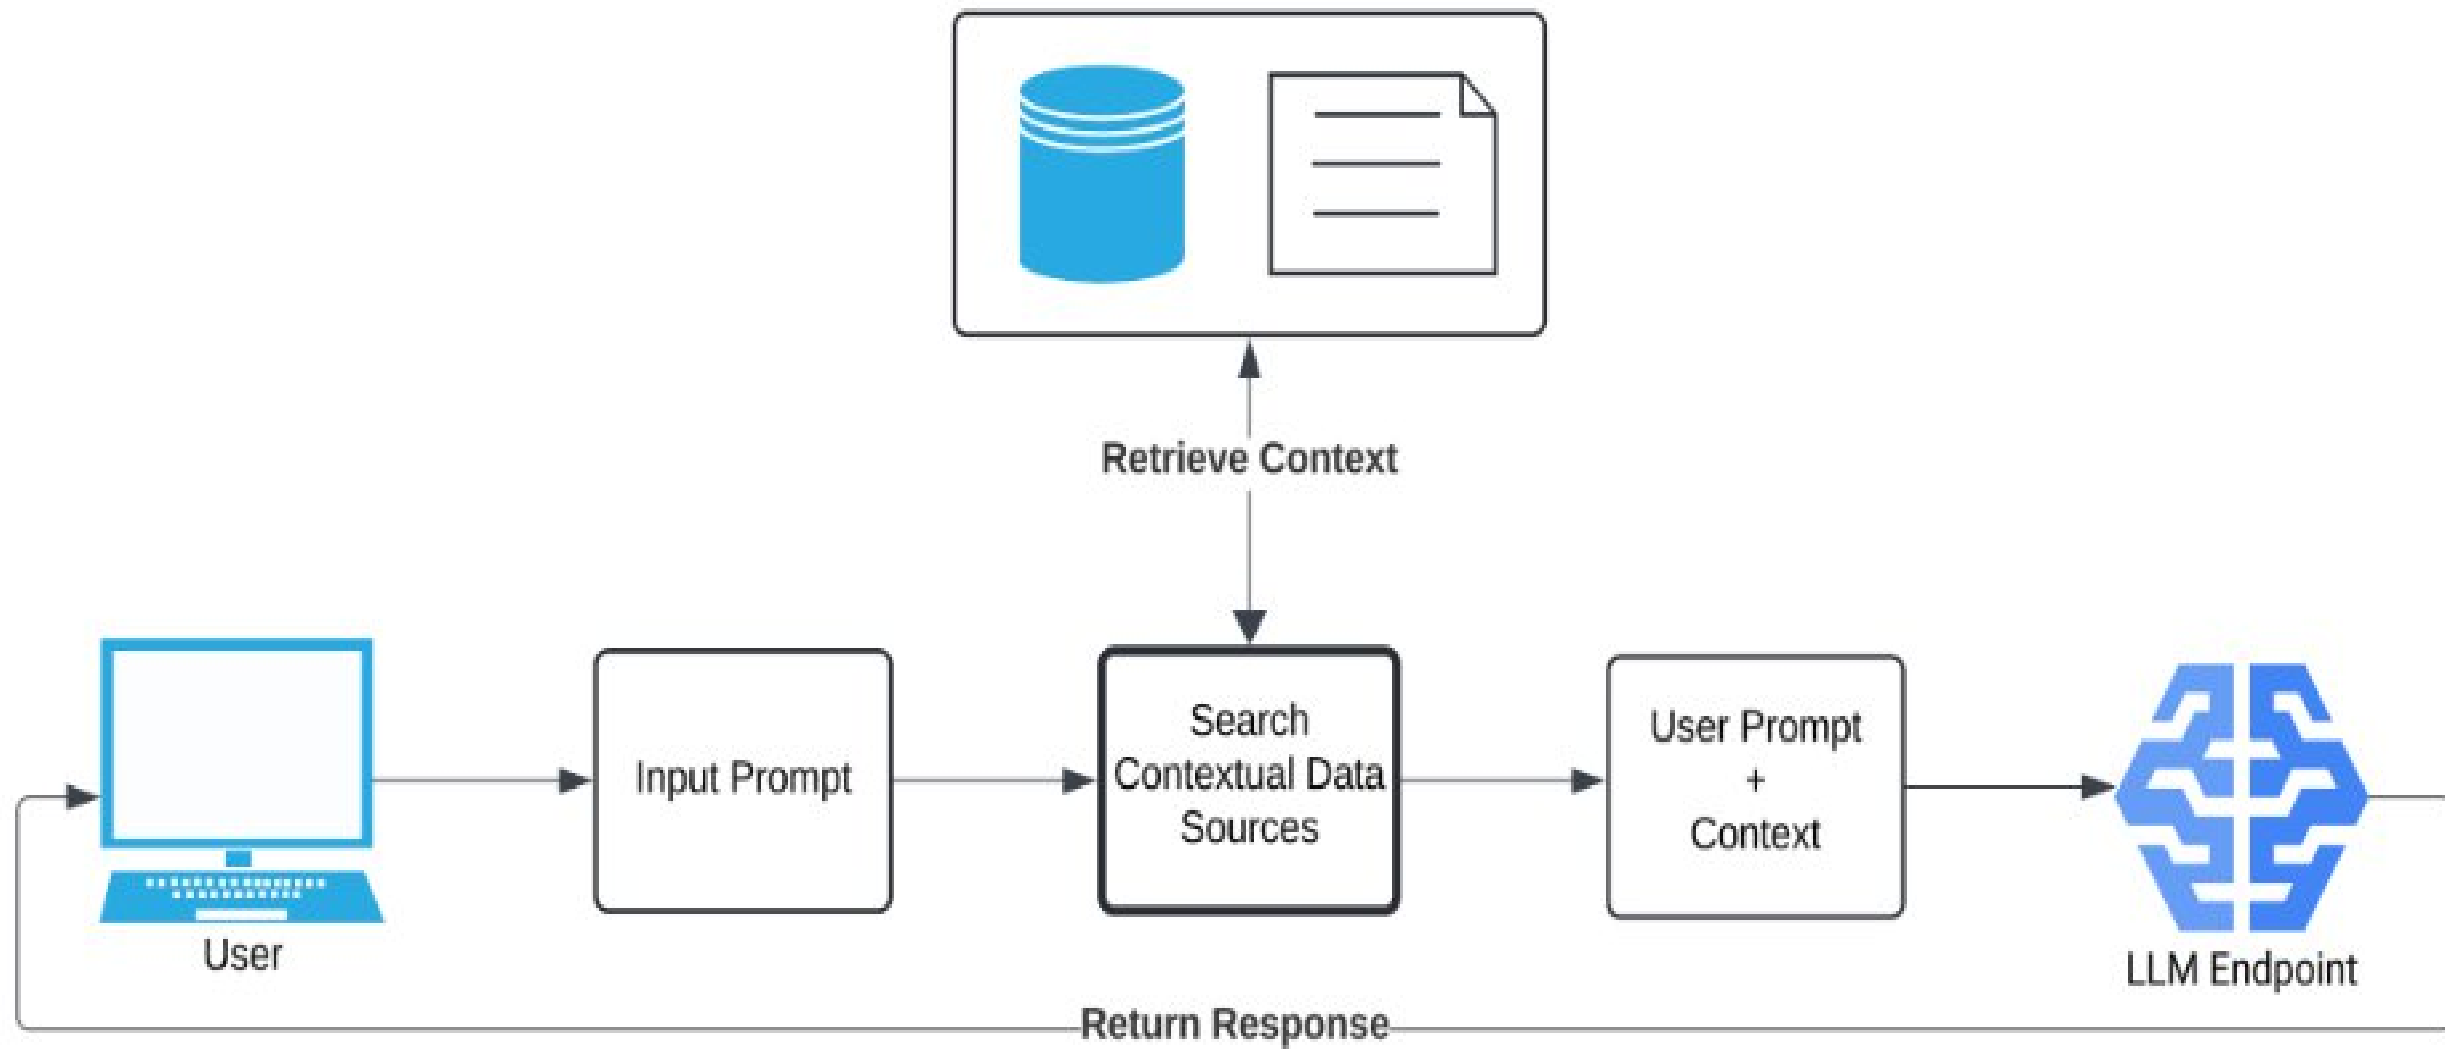 Retrieve Context
Input Prompt
Search
Contextual Data
Sources
User Prompt
+
Context
User
LLM Endpoint
Return Response